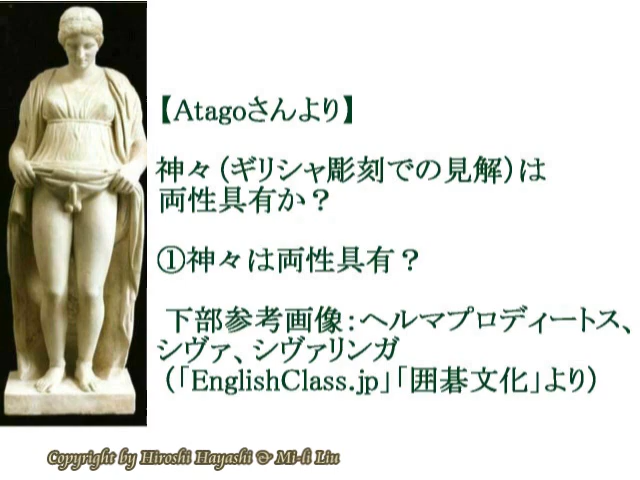 【Atagoさんより】
神々（ギリシャ彫刻での見解）は
両性具有か？
①神々は両性具有？
下部参考画像：ヘルマプロディートス、
シヴァ、シヴァリンガ
（「EnglishClass.jp」「囲碁文化」より）
Copyright by Hiroshi Hayashi & Mi-li Liu